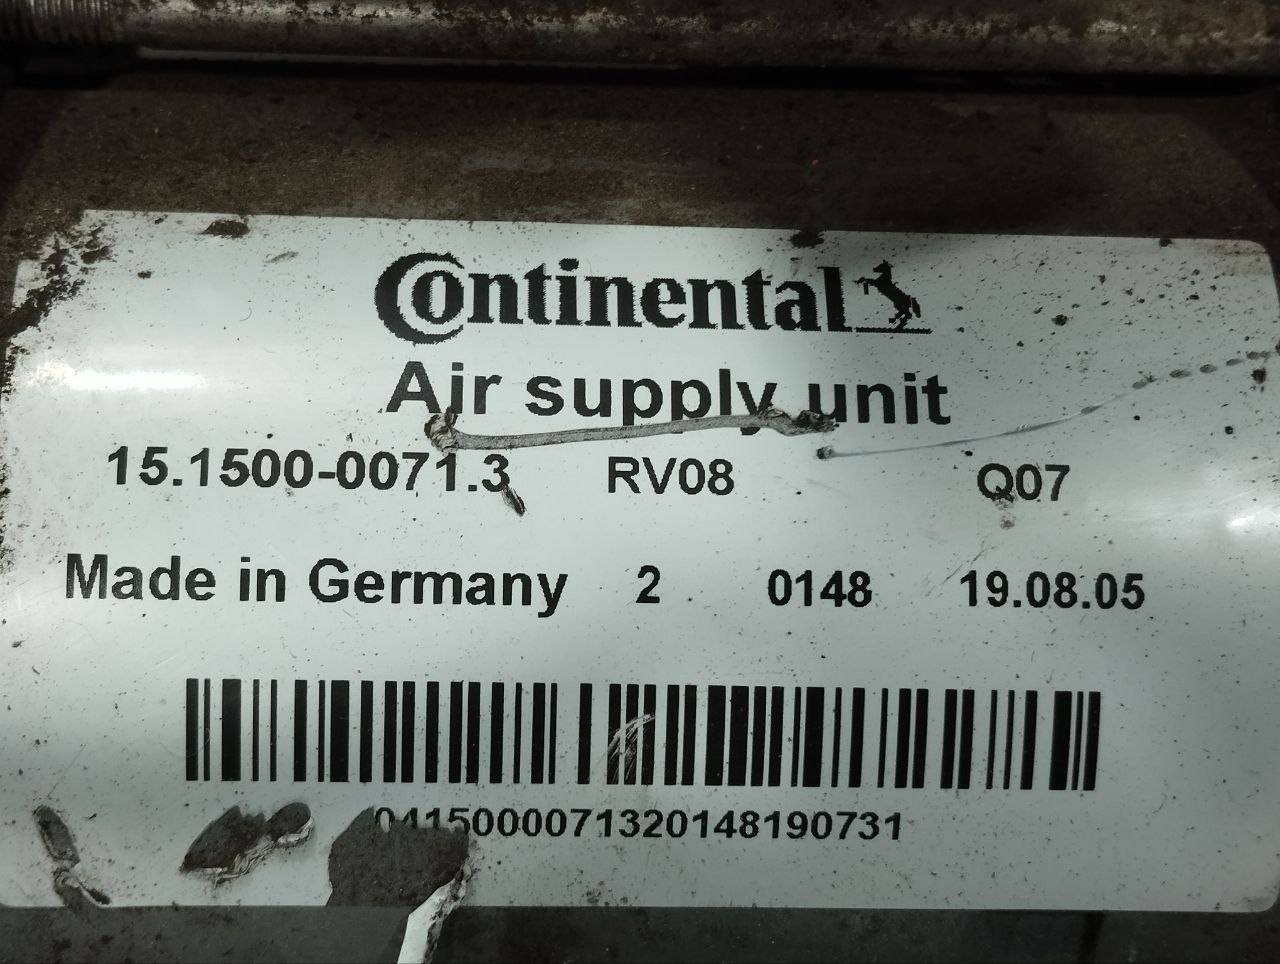 Continental
Air supply unit
15.1500-0071.3 RV08 Q07
Made in Germany 2 0148 19.08.05
0415000071320148190731